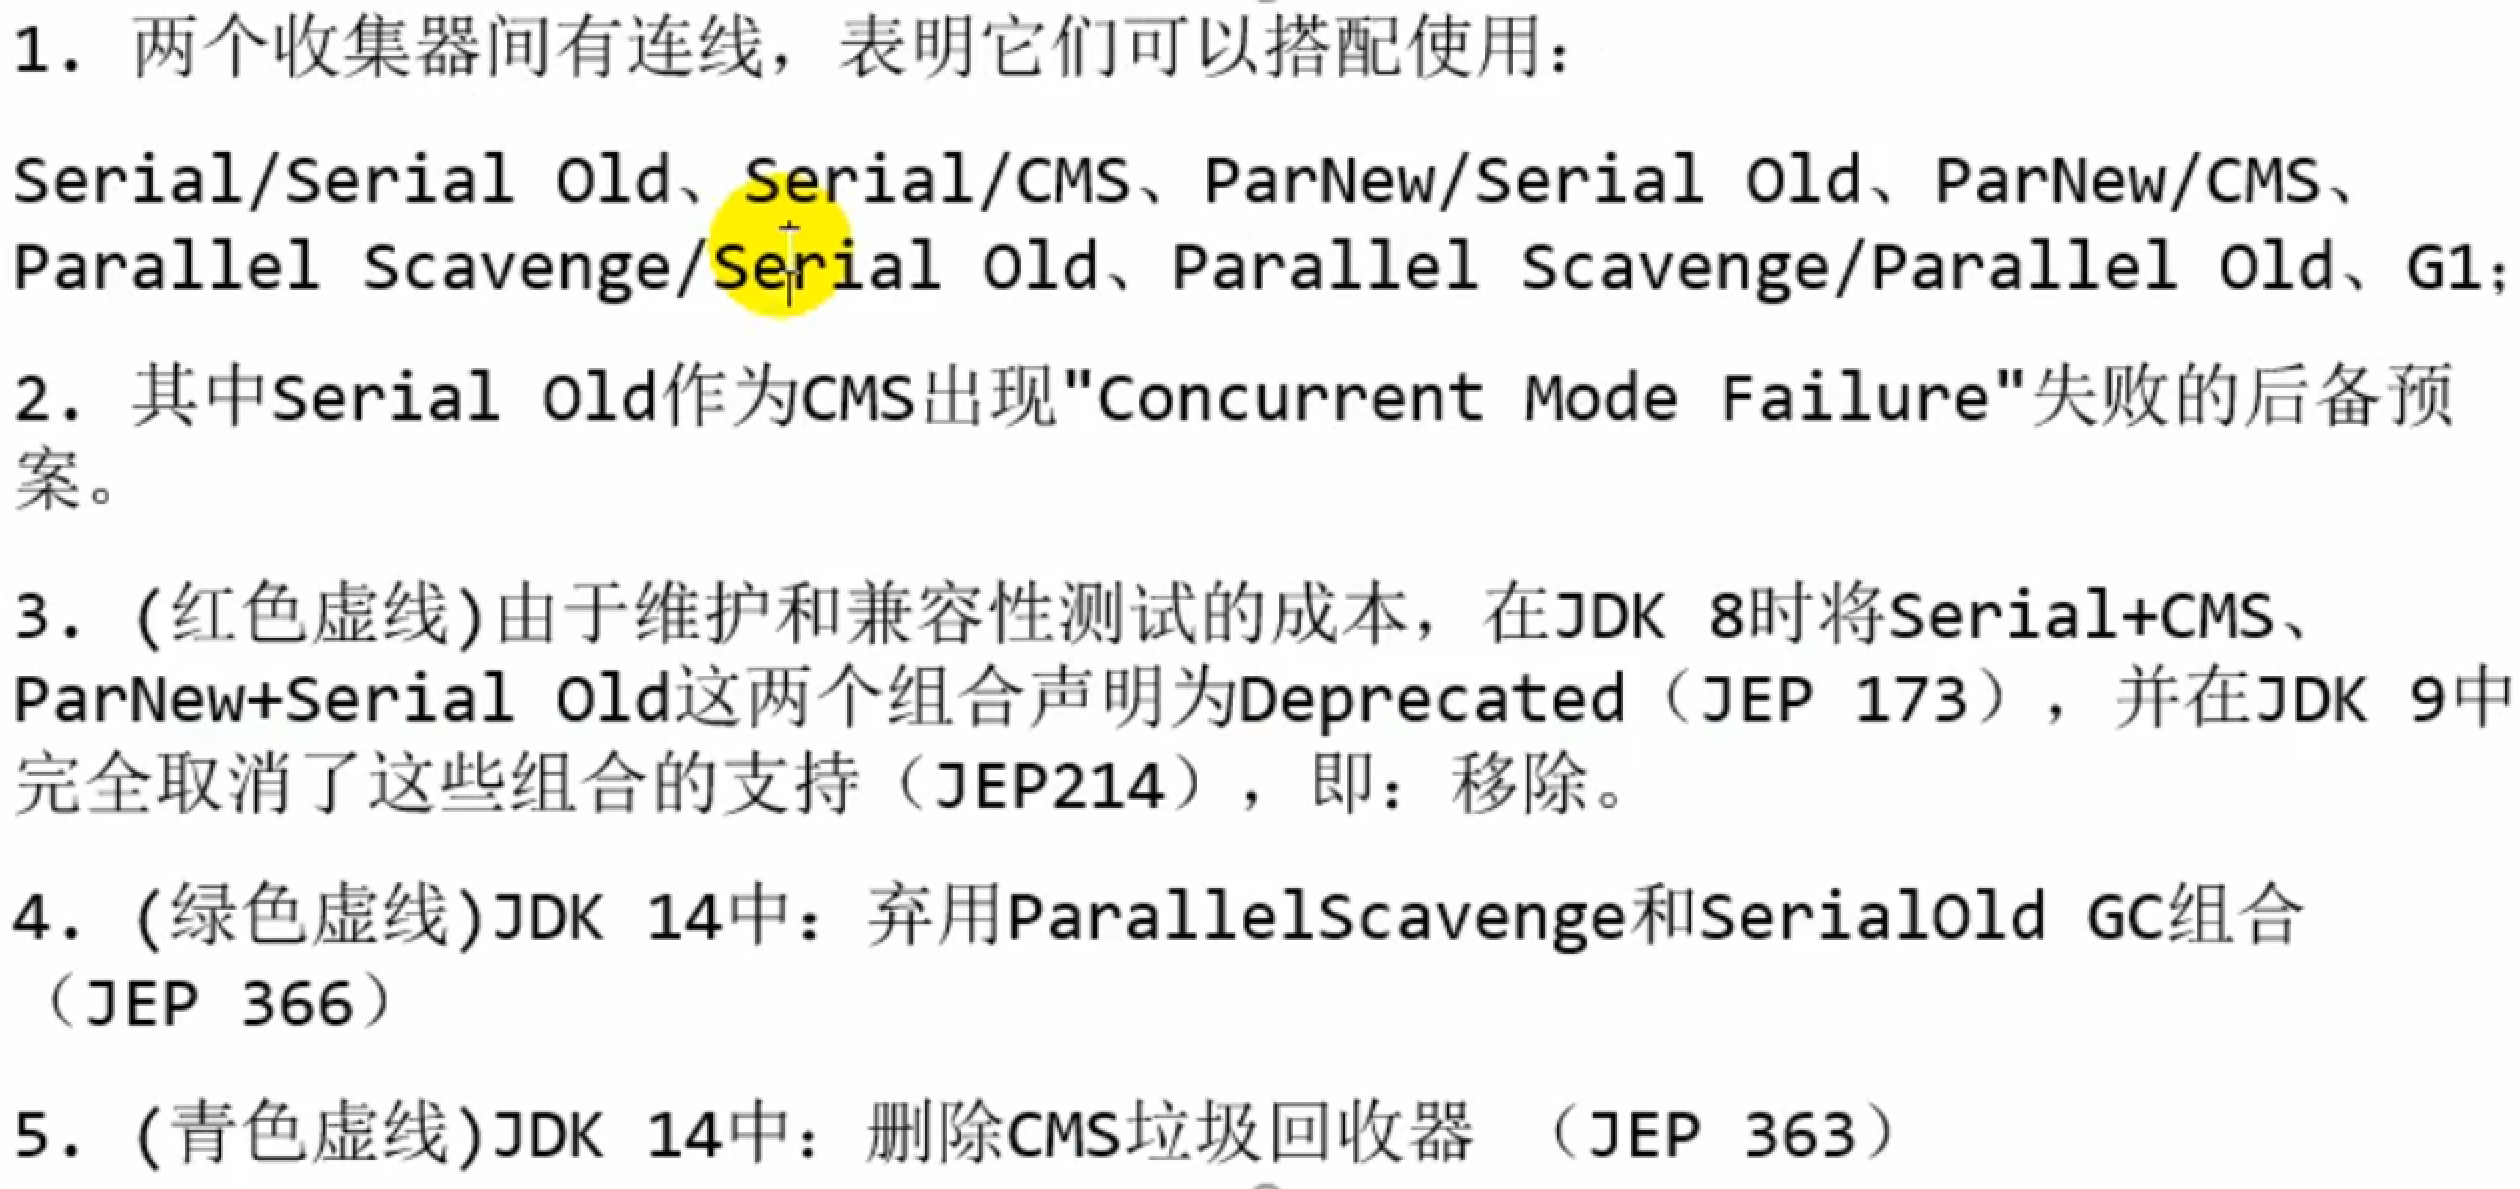 1. 两个收集器间有连线，表明它们可以搭配使用：
Serial/Serial Old、Serial/CMS、ParNew/Serial Old、ParNew/CMS、
Parallel Scavenge/Serial Old、Parallel Scavenge/Parallel Old、G1；
2. 其中Serial Old作为CMS出现"Concurrent Mode Failure"失败的后备预
案。
3. (红色虚线)由于维护和兼容性测试的成本，在JDK 8时将Serial+CMS、
ParNew+Serial Old这两个组合声明为Deprecated（JEP 173），并在JDK 9中
完全取消了这些组合的支持（JEP214），即：移除。
4. (绿色虚线)JDK 14中：弃用ParallelScavenge和SerialOld GC组合
（JEP 366）
5. (青色虚线)JDK 14中：删除CMS垃圾回收器 （JEP 363）